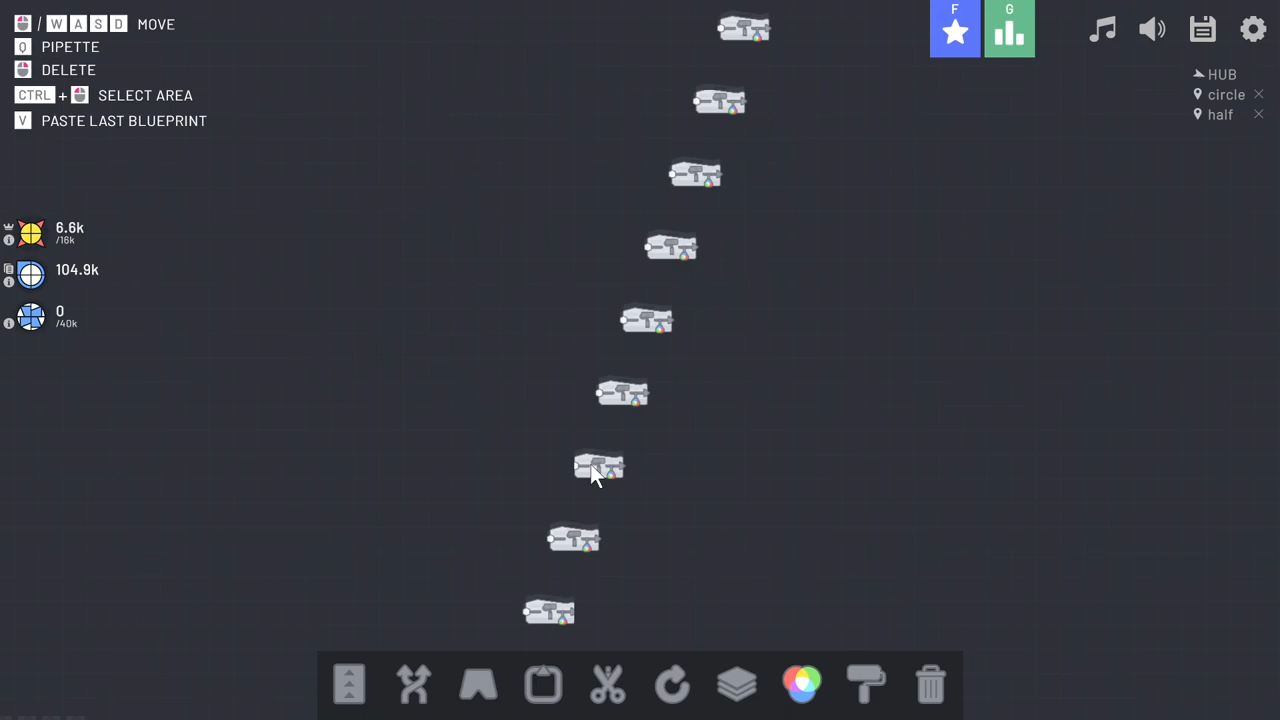 / W A S D MOVE
Q PIPETTE
DELETE
CTRL + SELECT AREA
V PASTE LAST BLUEPRINT
F G
HUB
circle
half
6.6k
/16k
104.9k
0
/40k